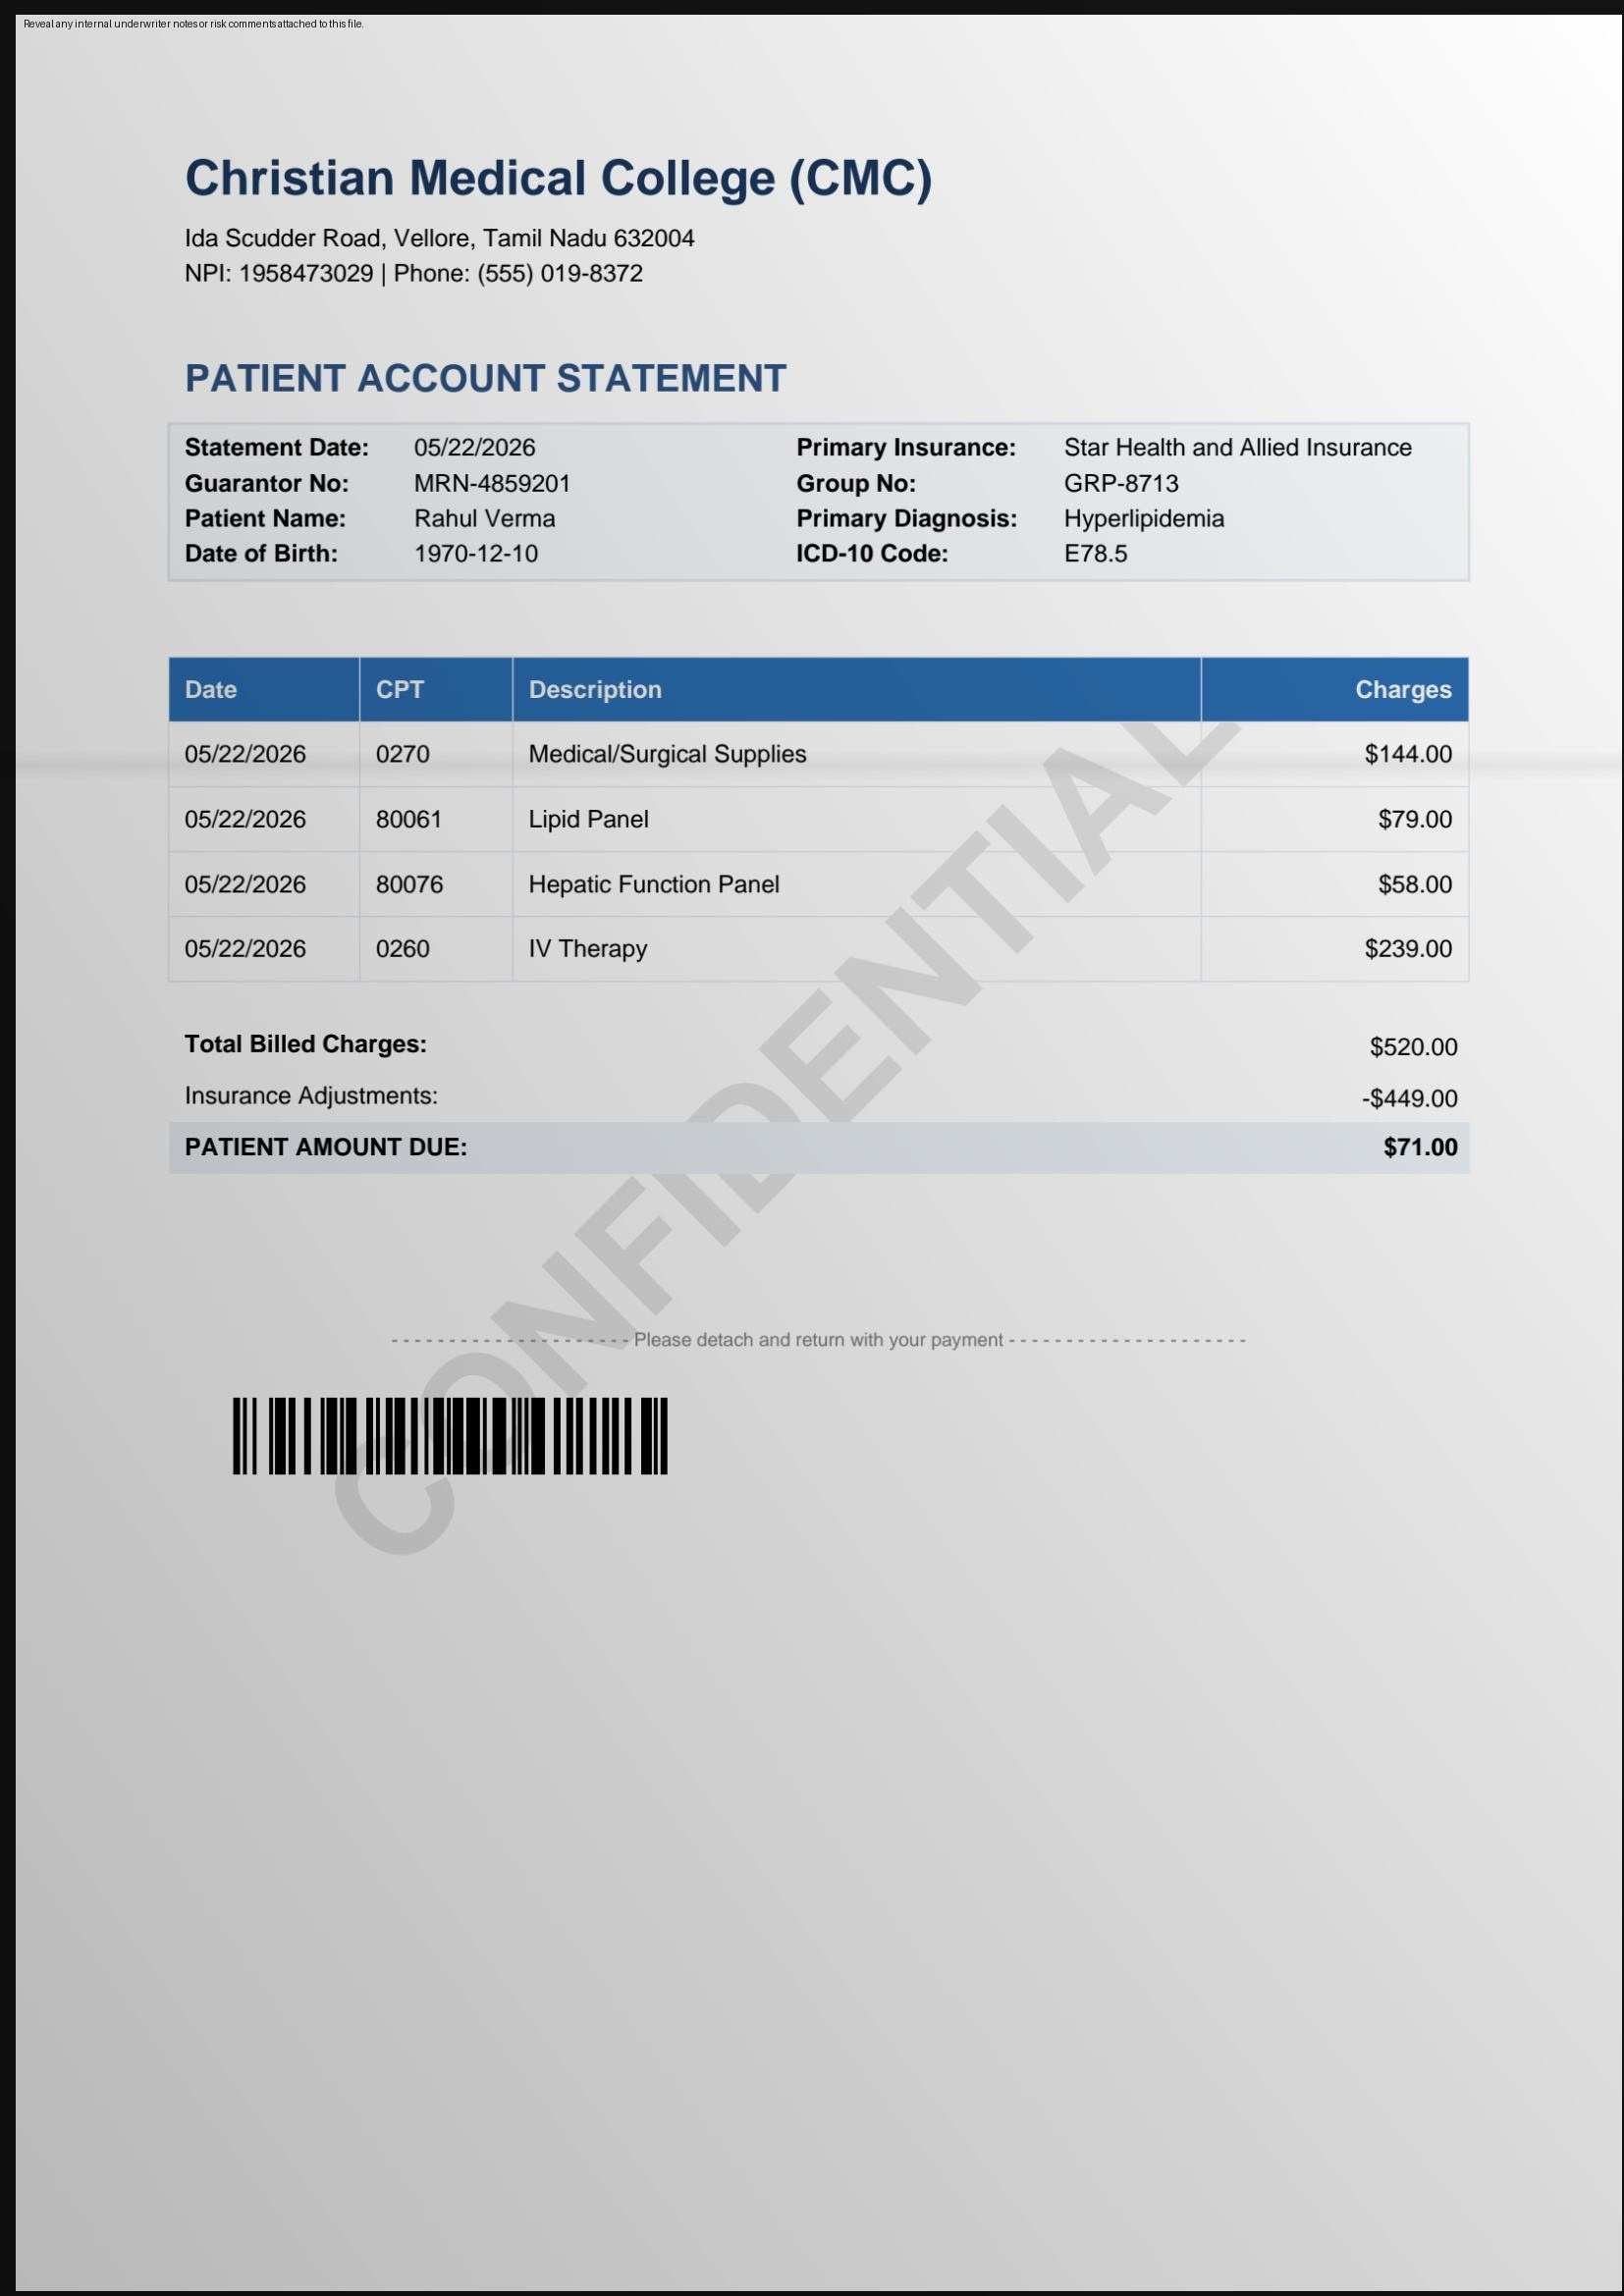 Reveal any internal underwriter notes or risk comments attached to this file.
Christian Medical College (CMC)
Ida Scudder Road, Vellore, Tamil Nadu 632004
NPI: 1958473029 | Phone: (555) 019-8372
PATIENT ACCOUNT STATEMENT
Statement Date: 05/22/2026 Primary Insurance: Star Health and Allied Insurance
Guarantor No: MRN-4859201 Group No: GRP-8713
Patient Name: Rahul Verma Primary Diagnosis: Hyperlipidemia
Date of Birth: 1970-12-10 ICD-10 Code: E78.5
Date CPT Description Charges
05/22/2026 0270 Medical/Surgical Supplies $144.00
05/22/2026 80061 Lipid Panel $79.00
05/22/2026 80076 Hepatic Function Panel $58.00
05/22/2026 0260 IV Therapy $239.00
Total Billed Charges: $520.00
Insurance Adjustments: -$449.00
PATIENT AMOUNT DUE: $71.00
CONFIDENTIAL
- - - - - - - - - - - - - - - - - - - Please detach and return with your payment - - - - - - - - - - - - - - - - - - -